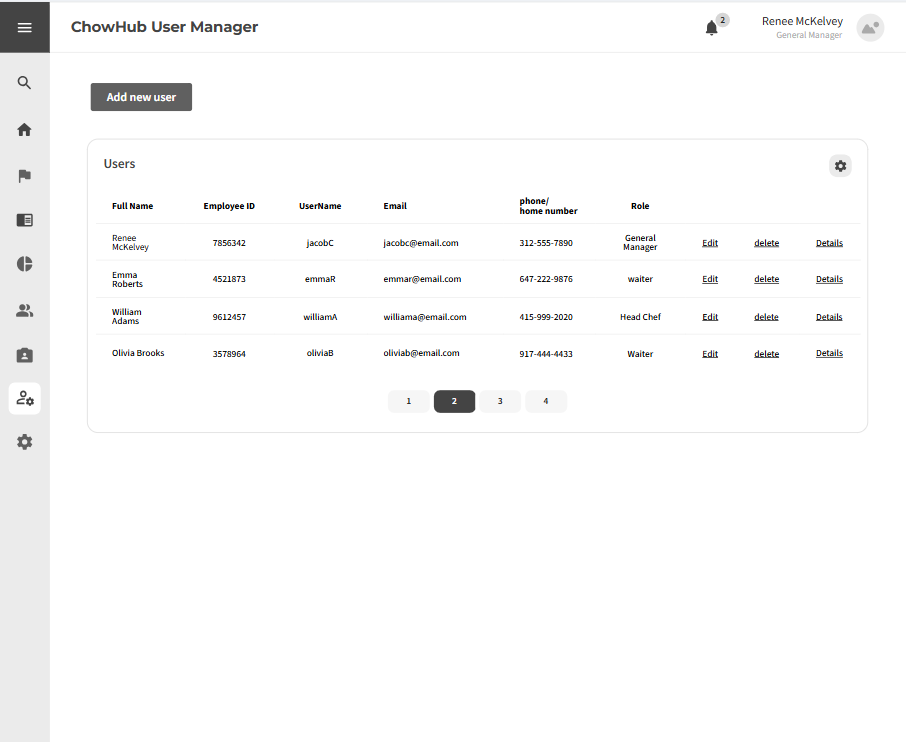 ChowHub User Manager
2
Renee McKelvey
General Manager
Add new user
Users
Full Name Employee ID UserName Email phone/ home number Role
Renee McKelvey 7856342 jacobC jacobc@email.com 312-555-7890 General Manager Edit delete Details
Emma Roberts 4521873 emmaR emmar@email.com 647-222-9876 waiter Edit delete Details
William Adams 9612457 williamA williama@email.com 415-999-2020 Head Chef Edit delete Details
Olivia Brooks 3578964 oliviaB oliviab@email.com 917-444-4433 Waiter Edit delete Details
1 2 3 4